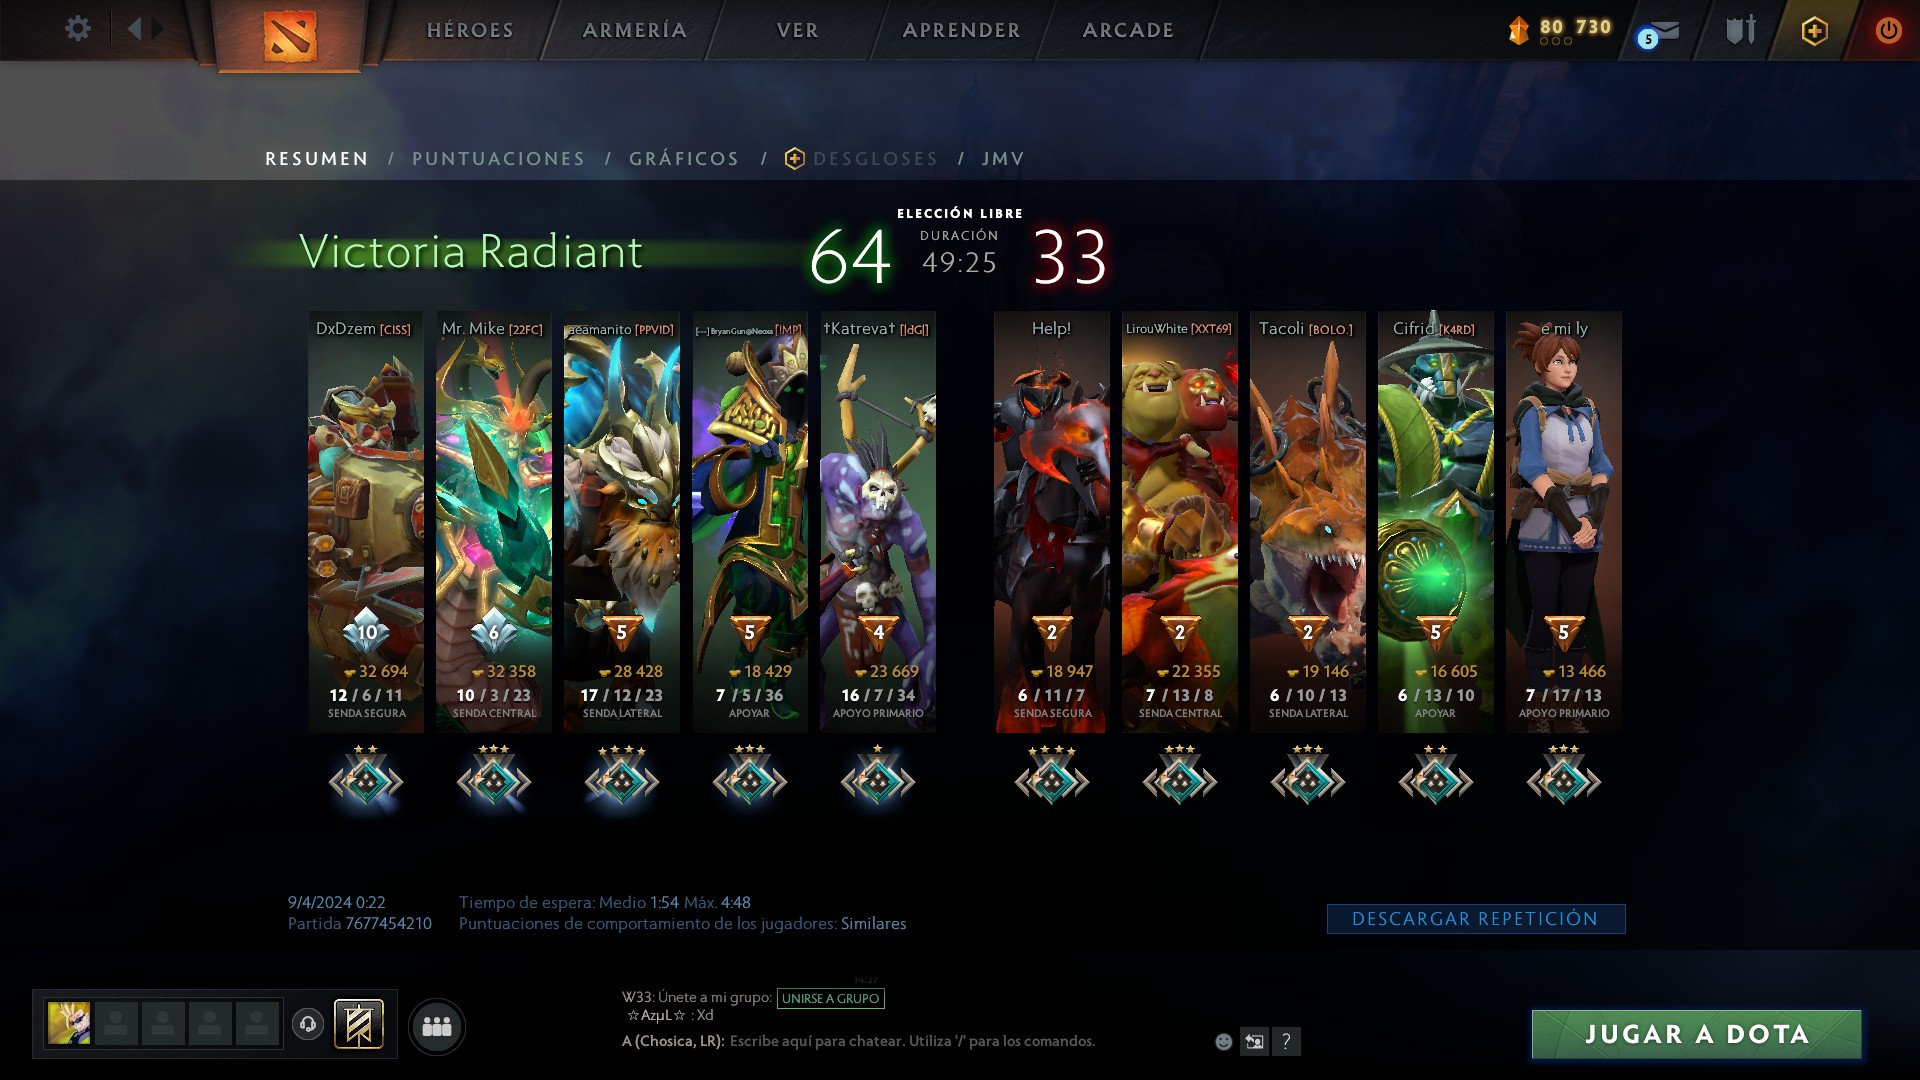 HÉROES
ARMERÍA
VER
APRENDER
ARCADE
80 730
5
RESUMEN / PUNTUACIONES / GRÁFICOS / DESGLOSES / JMV
Victoria Radiant
64
ELECCIÓN LIBRE
DURACIÓN
49:25
33
DxDzem [CISS]
Mr. Mike [22FC]
aeamanito [PPVID]
[---] BryanGun@Neoxa [!MP]
†Katreva† [|dG|]
Help!
LirouWhite [XXT69]
Tacoli [BOLO.]
Cifrid [K4RD]
e mi ly
10
6
5
5
4
2
2
2
5
5
32 694
32 358
28 428
18 429
23 669
18 947
22 355
19 146
16 605
13 466
12 / 6 / 11
10 / 3 / 23
17 / 12 / 23
7 / 5 / 36
16 / 7 / 34
6 / 11 / 7
7 / 13 / 8
6 / 10 / 13
6 / 13 / 10
7 / 17 / 13
SENDA SEGURA
SENDA CENTRAL
SENDA LATERAL
APOYAR
APOYO PRIMARIO
SENDA SEGURA
SENDA CENTRAL
SENDA LATERAL
APOYAR
APOYO PRIMARIO
9/4/2024 0:22
Tiempo de espera: Medio 1:54 Máx. 4:48
Partida 7677454210
Puntuaciones de comportamiento de los jugadores: Similares
DESCARGAR REPETICIÓN
14:37
W33: Únete a mi grupo: UNIRSE A GRUPO
☆AzμL☆ : Xd
A (Chosica, LR): Escribe aquí para chatear. Utiliza '/' para los comandos.
?
JUGAR A DOTA